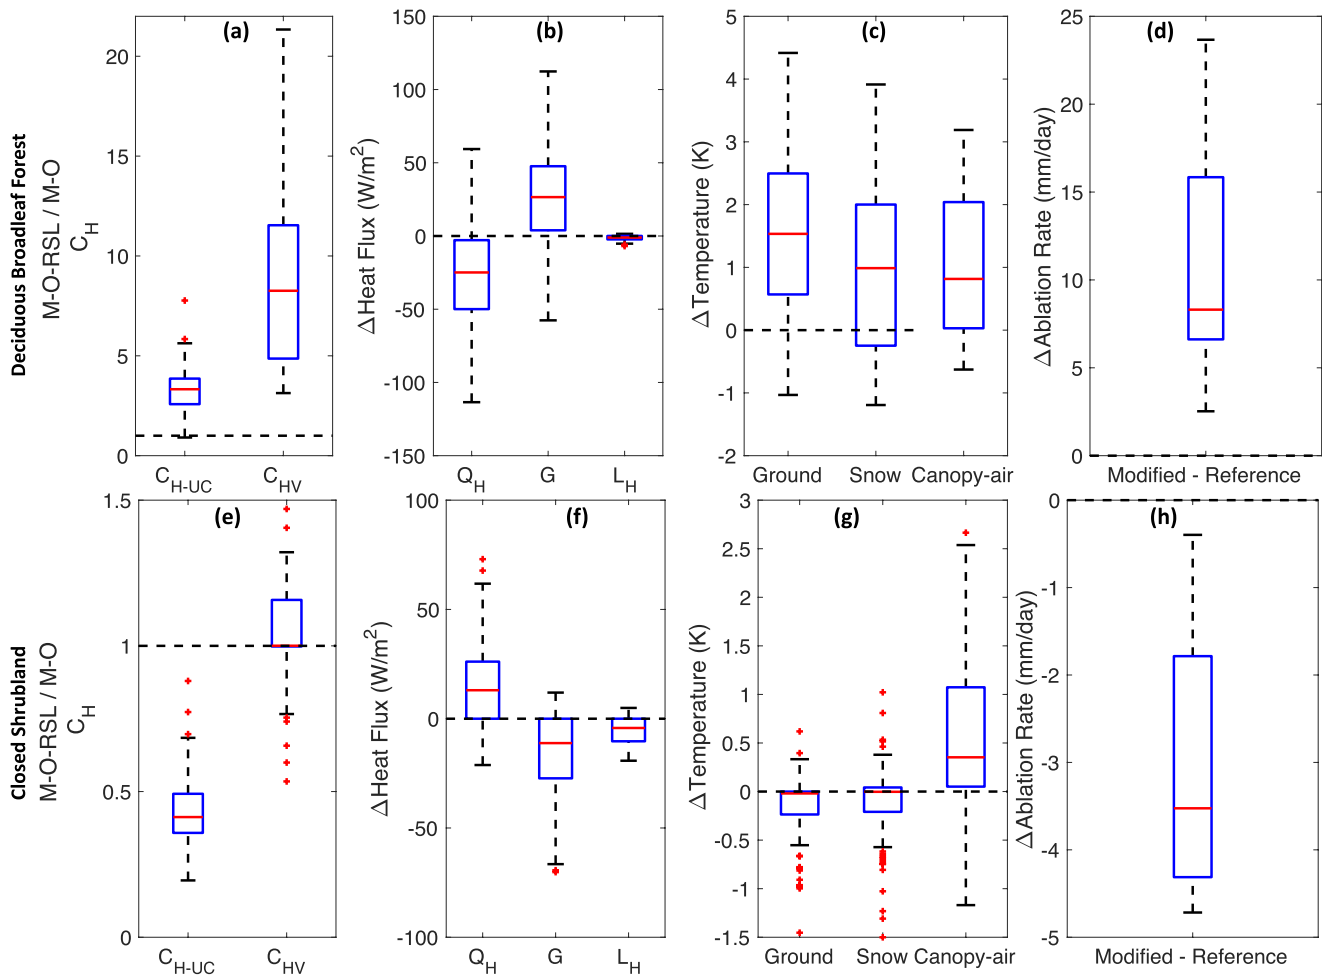 Deciduous Broadleaf Forest
M-O-RSL / M-O
C_H
(a)
20
15
10
5
0
C_H-UC
C_HV
ΔHeat Flux (W/m²)
(b)
150
100
50
0
-50
-100
-150
Q_H
G
L_H
ΔTemperature (K)
(c)
5
4
3
2
1
0
-1
-2
Ground
Snow
Canopy-air
ΔAblation Rate (mm/day)
(d)
25
20
15
10
5
0
Modified - Reference
Closed Shrubland
M-O-RSL / M-O
C_H
(e)
1.5
1
0.5
0
C_H-UC
C_HV
ΔHeat Flux (W/m²)
(f)
100
50
0
-50
-100
Q_H
G
L_H
ΔTemperature (K)
(g)
3
2.5
2
1.5
1
0.5
0
-0.5
-1
-1.5
Ground
Snow
Canopy-air
ΔAblation Rate (mm/day)
(h)
0
-1
-2
-3
-4
-5
Modified - Reference